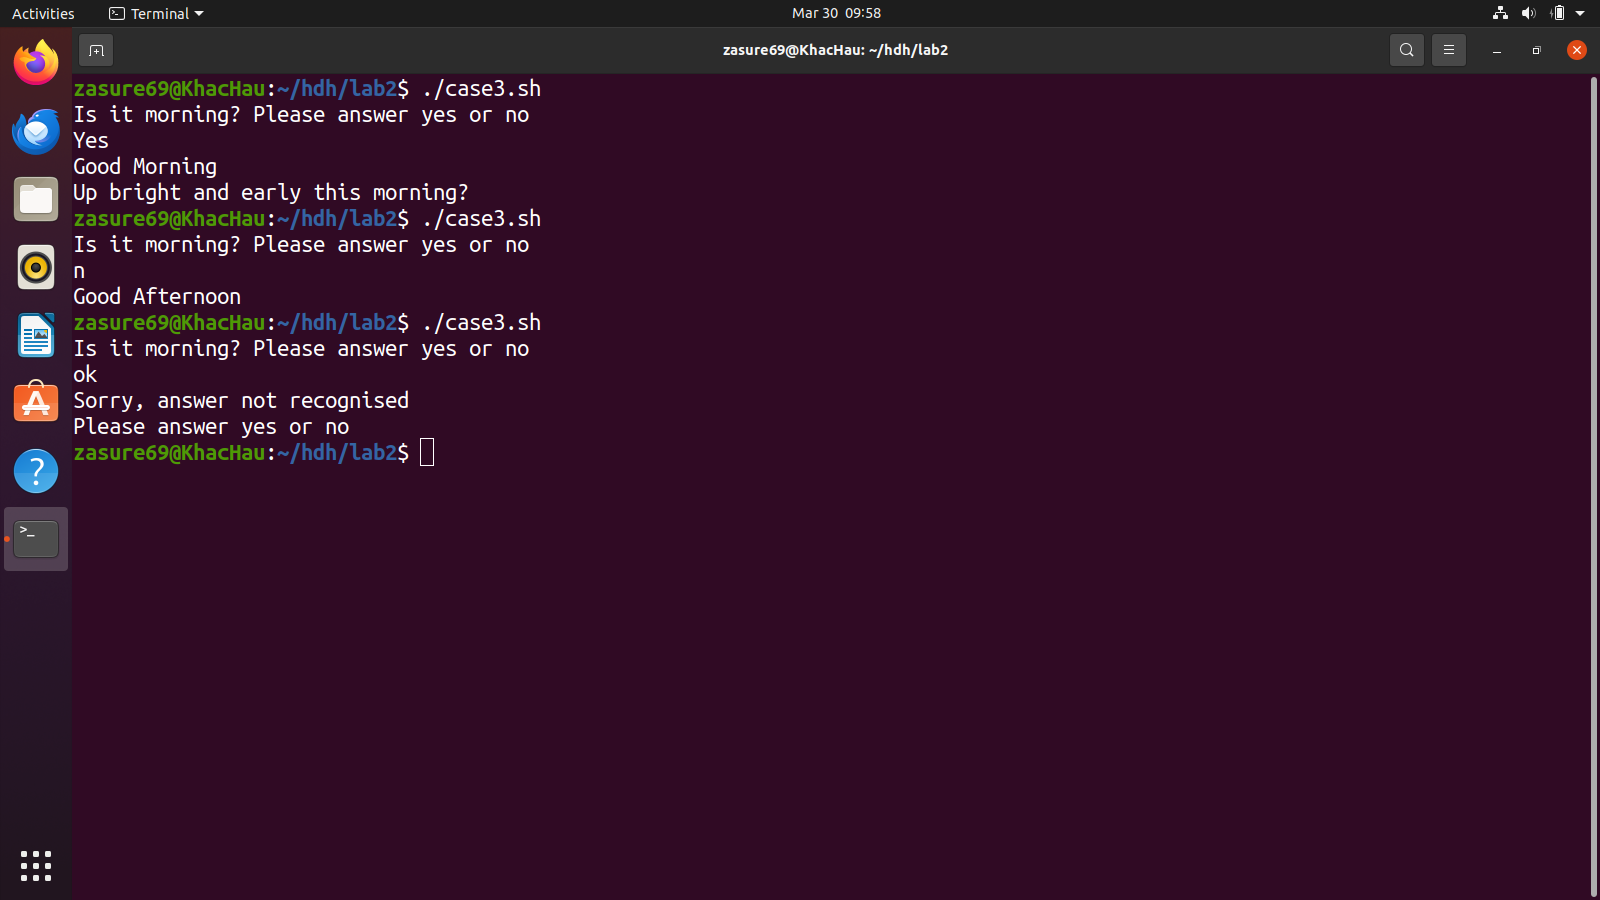 Activities
Terminal
Mar 30 09:58
zasure69@KhacHau: ~/hdh/lab2
zasure69@KhacHau:~/hdh/lab2$ ./case3.sh
Is it morning? Please answer yes or no
Yes
Good Morning
Up bright and early this morning?
zasure69@KhacHau:~/hdh/lab2$ ./case3.sh
Is it morning? Please answer yes or no
n
Good Afternoon
zasure69@KhacHau:~/hdh/lab2$ ./case3.sh
Is it morning? Please answer yes or no
ok
Sorry, answer not recognised
Please answer yes or no
zasure69@KhacHau:~/hdh/lab2$